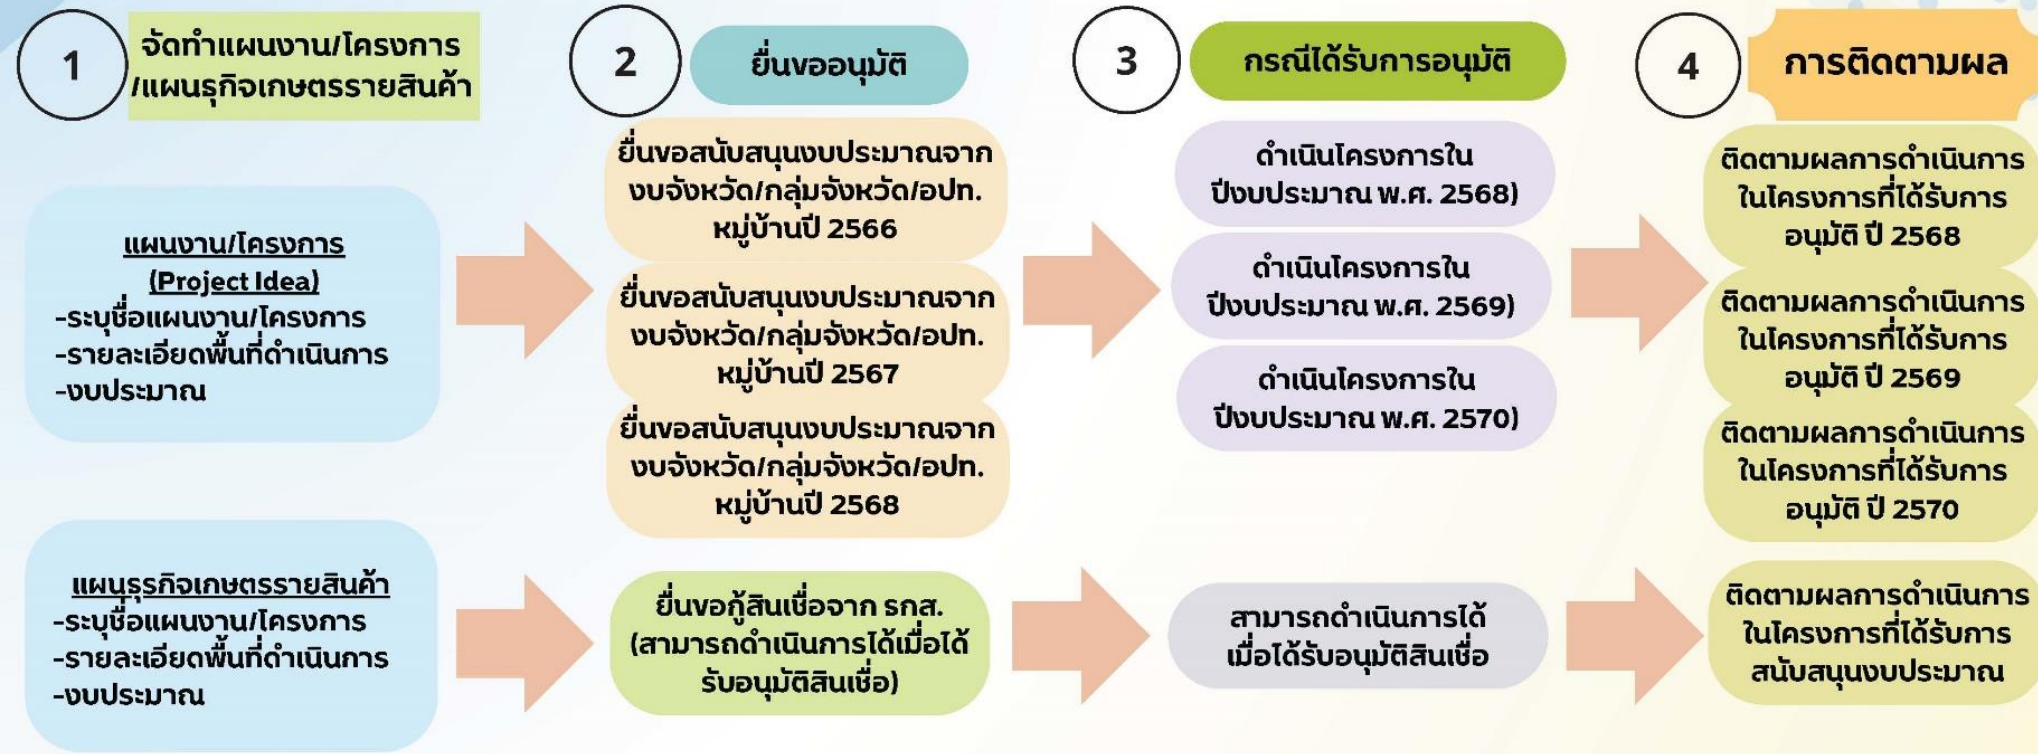 1
จัดทำแผนงาน/โครงการ
/แผนธุกิจเกษตรรายสินค้า
2
ยื่นขออนุมัติ
3
กรณีได้รับการอนุมัติ
4
การติดตามผล
แผนงาน/โครงการ
(Project Idea)
-ระบุชื่อแผนงาน/โครงการ
-รายละเอียดพื้นที่ดำเนินการ
-งบประมาณ
ยื่นขอสนับสนุนงบประมาณจาก
งบจังหวัด/กลุ่มจังหวัด/อปท.
หมู่บ้านปี 2566
ยื่นขอสนับสนุนงบประมาณจาก
งบจังหวัด/กลุ่มจังหวัด/อปท.
หมู่บ้านปี 2567
ยื่นขอสนับสนุนงบประมาณจาก
งบจังหวัด/กลุ่มจังหวัด/อปท.
หมู่บ้านปี 2568
ดำเนินโครงการใน
ปีงบประมาณ พ.ศ. 2568)
ดำเนินโครงการใน
ปีงบประมาณ พ.ศ. 2569)
ดำเนินโครงการใน
ปีงบประมาณ พ.ศ. 2570)
ติดตามผลการดำเนินการ
ในโครงการที่ได้รับการ
อนุมัติ ปี 2568
ติดตามผลการดำเนินการ
ในโครงการที่ได้รับการ
อนุมัติ ปี 2569
ติดตามผลการดำเนินการ
ในโครงการที่ได้รับการ
อนุมัติ ปี 2570
แผนธุรกิจเกษตรรายสินค้า
-ระบุชื่อแผนงาน/โครงการ
-รายละเอียดพื้นที่ดำเนินการ
-งบประมาณ
ยื่นขอกู้สินเชื่อจาก ธกส.
(สามารถดำเนินการได้เมื่อได้
รับอนุมัติสินเชื่อ)
สามารถดำเนินการได้
เมื่อได้รับอนุมัติสินเชื่อ
ติดตามผลการดำเนินการ
ในโครงการที่ได้รับการ
สนับสนุนงบประมาณ